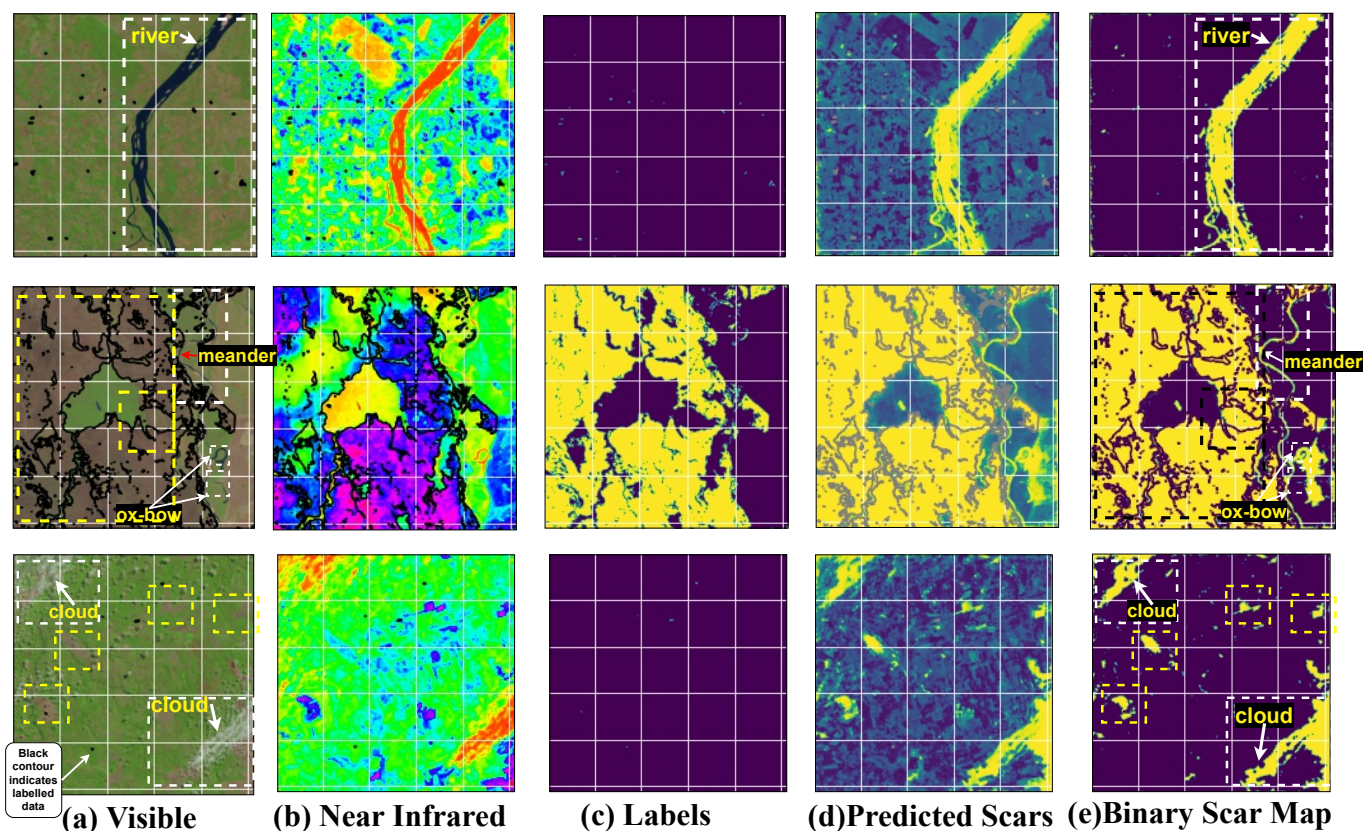 river
river
meander
meander
ox-bow
ox-bow
cloud
cloud
cloud
cloud
Black
contour
indicates
labelled
data
(a) Visible
(b) Near Infrared
(c) Labels
(d)Predicted Scars
(e)Binary Scar Map